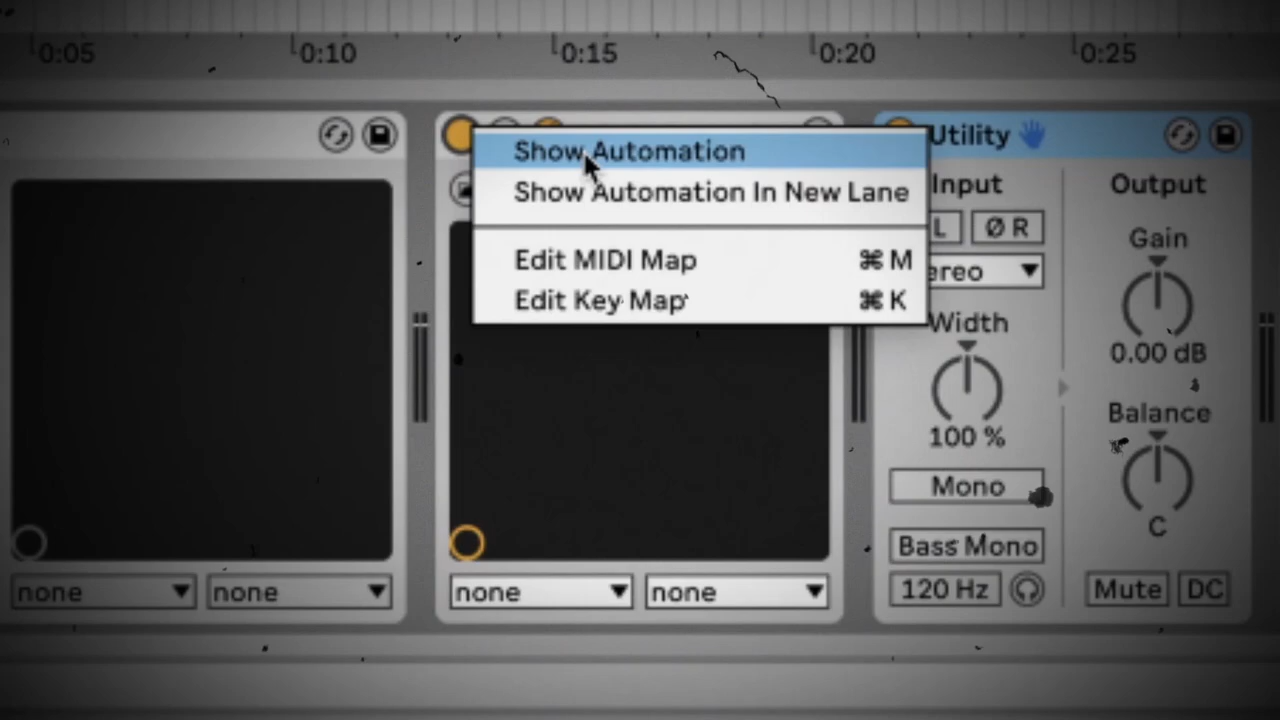 0:05 0:10 0:15 0:20 0:25
Utility
Show Automation
Show Automation In New Lane
Edit MIDI Map ⌘ M
Edit Key Map ⌘ K
Input Output
L Ø R
ereo
Gain
0.00 dB
Width
100 %
Balance
C
Mono
Bass Mono
120 Hz
Mute DC
none none none none